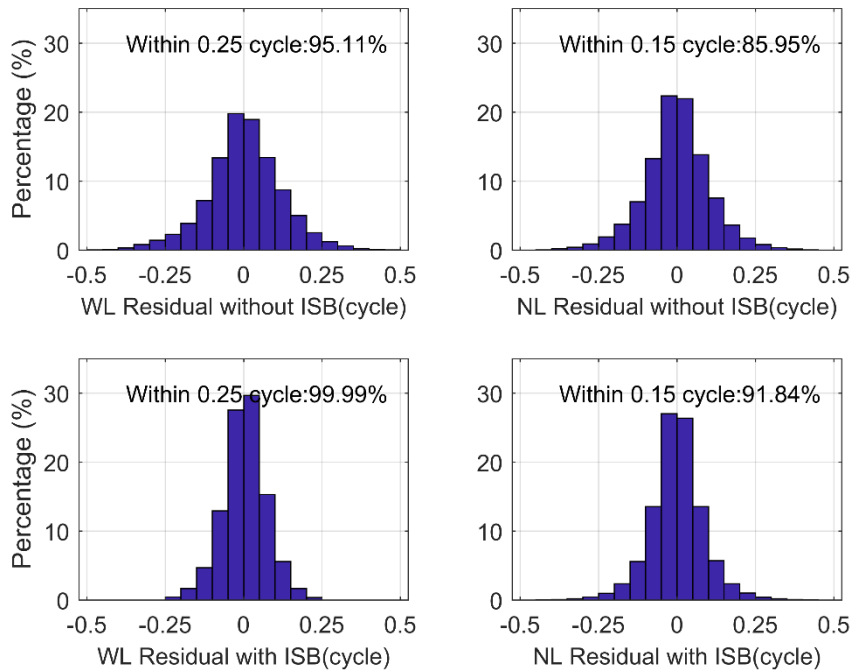 Within 0.25 cycle:95.11%
Percentage (%)
30
20
10
0
-0.5 -0.25 0 0.25 0.5
WL Residual without ISB(cycle)
Within 0.15 cycle:85.95%
30
20
10
0
-0.5 -0.25 0 0.25 0.5
NL Residual without ISB(cycle)
Within 0.25 cycle:99.99%
Percentage (%)
30
20
10
0
-0.5 -0.25 0 0.25 0.5
WL Residual with ISB(cycle)
Within 0.15 cycle:91.84%
30
20
10
0
-0.5 -0.25 0 0.25 0.5
NL Residual with ISB(cycle)